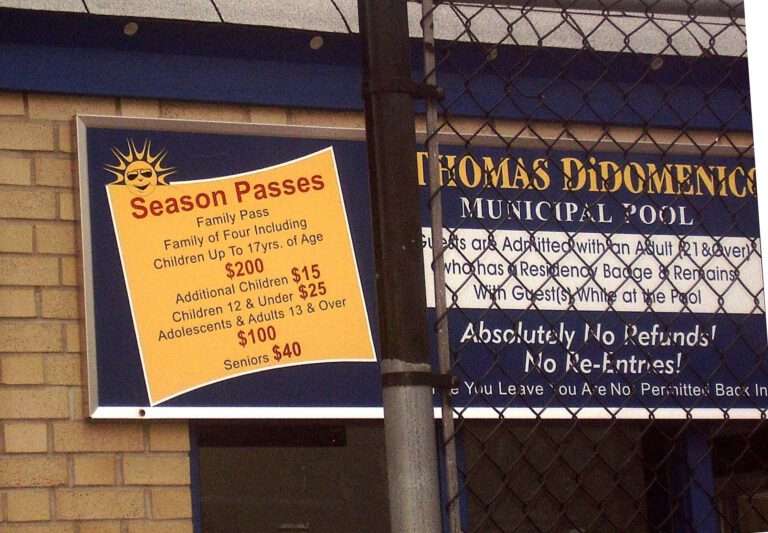 Season Passes
Family Pass
Family of Four Including
Children Up To 17yrs. of Age
$200
Additional Children $15
Children 12 & Under $25
Adolescents & Adults 13 & Over
$100
Seniors $40
THOMAS DiDOMENICO
MUNICIPAL POOL
Guests are Admitted with an Adult (21 & Over)
who has a Residency Badge & Remains
With Guest(s) While at the Pool
Absolutely No Refunds!
No Re-Entries!
You Leave You Are Not Permitted Back In